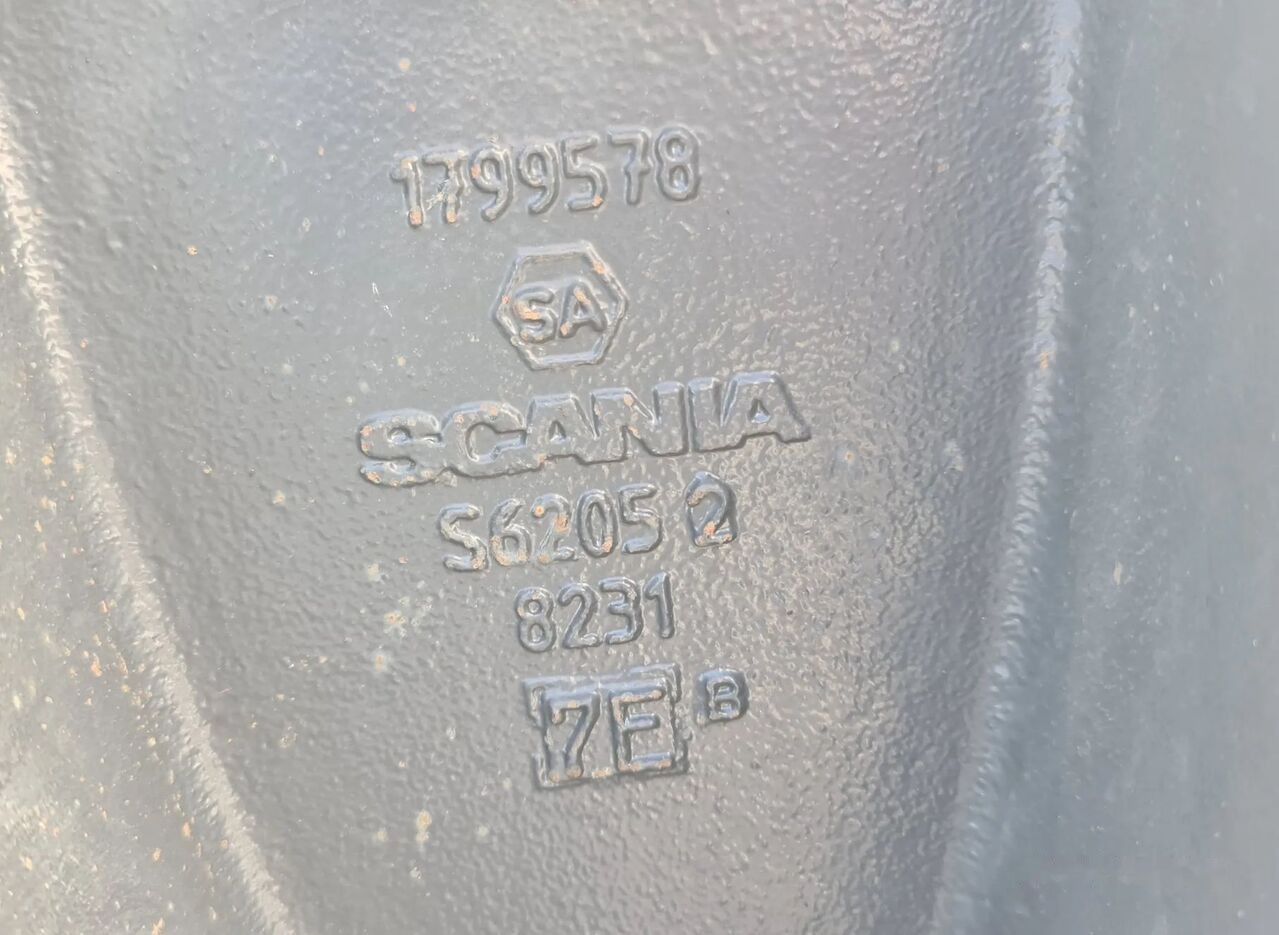 1799578
SA
SCANIA
S6205 2
8231
7E B